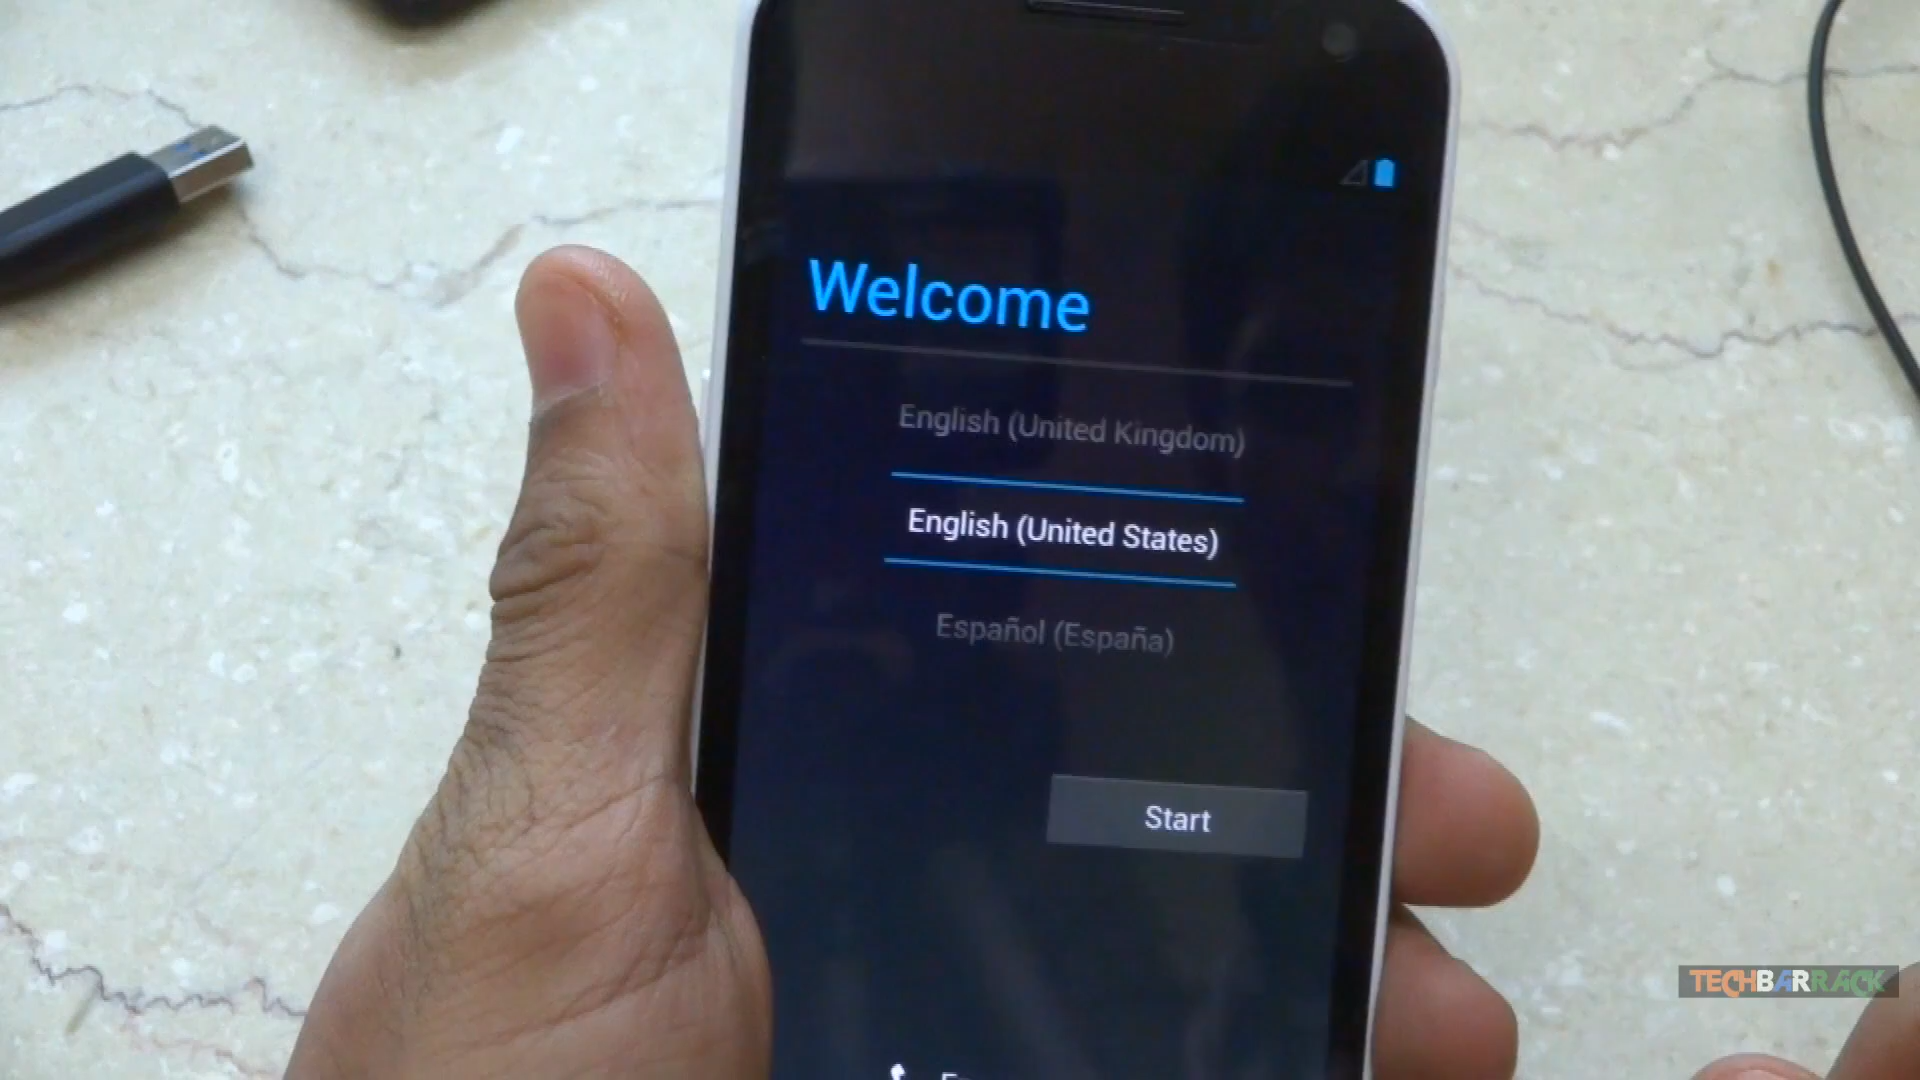 Welcome
English (United Kingdom)
English (United States)
Español (España)
Start
TECHBARRACK